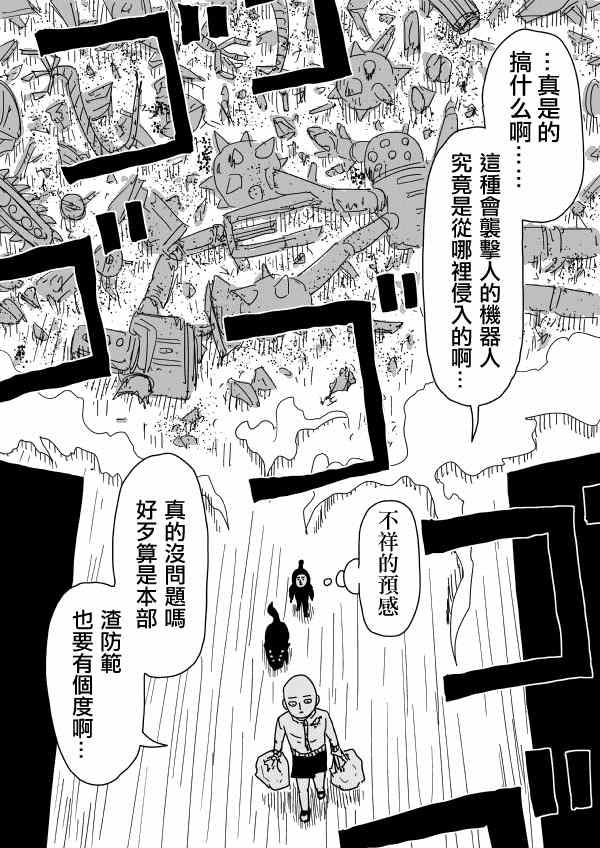 …真是的
搞什么啊……
這種會襲擊人的機器人
究竟是從哪裡侵入的啊…
不祥的預感
真的沒問題嗎
好歹算是本部
渣防範
也要有個度啊…
ゴゴゴゴゴ